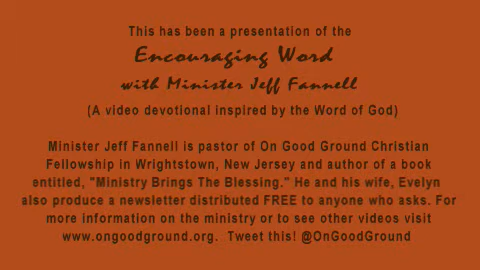 This has been a presentation of the
Encouraging Word
with Minister Jeff Fannell
(A video devotional inspired by the Word of God)
Minister Jeff Fannell is pastor of On Good Ground Christian
Fellowship in Wrightstown, New Jersey and author of a book
entitled, "Ministry Brings The Blessing." He and his wife, Evelyn
also produce a newsletter distributed FREE to anyone who asks. For
more information on the ministry or to see other videos visit
www.ongoodground.org. Tweet this! @OnGoodGround